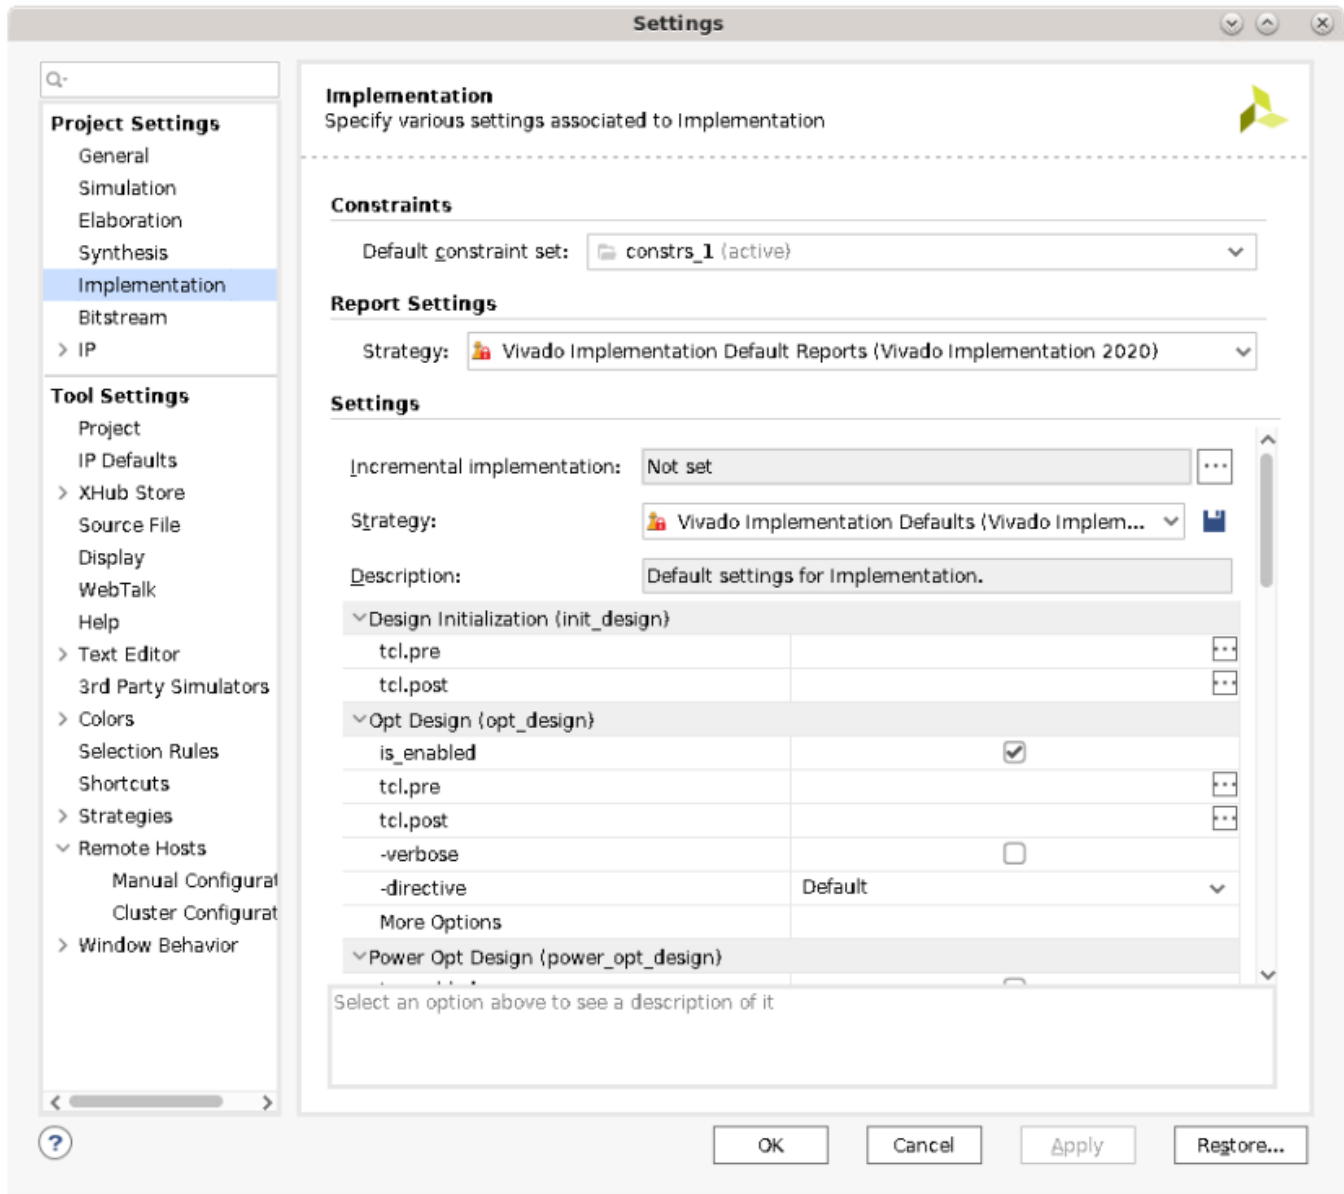 Settings
Project Settings
General
Simulation
Elaboration
Synthesis
Implementation
Bitstream
IP
Tool Settings
Project
IP Defaults
XHub Store
Source File
Display
WebTalk
Help
Text Editor
3rd Party Simulators
Colors
Selection Rules
Shortcuts
Strategies
Remote Hosts
Manual Configurat
Cluster Configurat
Window Behavior
Implementation
Specify various settings associated to Implementation
Constraints
Default constraint set: constrs_1 (active)
Report Settings
Strategy: Vivado Implementation Default Reports (Vivado Implementation 2020)
Settings
Incremental implementation: Not set
Strategy: Vivado Implementation Defaults (Vivado Implem...
Description: Default settings for Implementation.
Design Initialization (init_design)
tcl.pre
tcl.post
Opt Design (opt_design)
is_enabled
tcl.pre
tcl.post
-verbose
-directive Default
More Options
Power Opt Design (power_opt_design)
Select an option above to see a description of it
? OK Cancel Apply Restore...